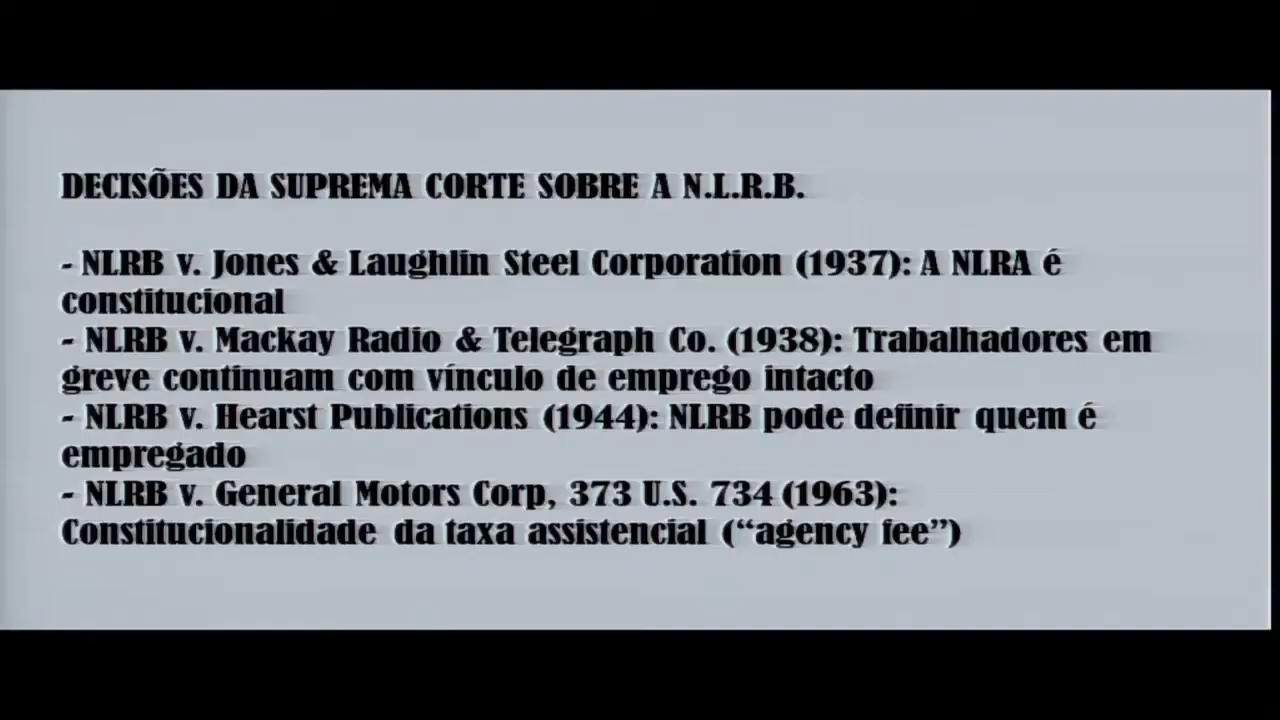 DECISÕES DA SUPREMA CORTE SOBRE A N.L.R.B.
- NLRB v. Jones & Laughlin Steel Corporation (1937): A NLRA é
constitucional
- NLRB v. Mackay Radio & Telegraph Co. (1938): Trabalhadores em
greve continuam com vínculo de emprego intacto
- NLRB v. Hearst Publications (1944): NLRB pode definir quem é
empregado
- NLRB v. General Motors Corp, 373 U.S. 734 (1963):
Constitucionalidade da taxa assistencial (“agency fee”)